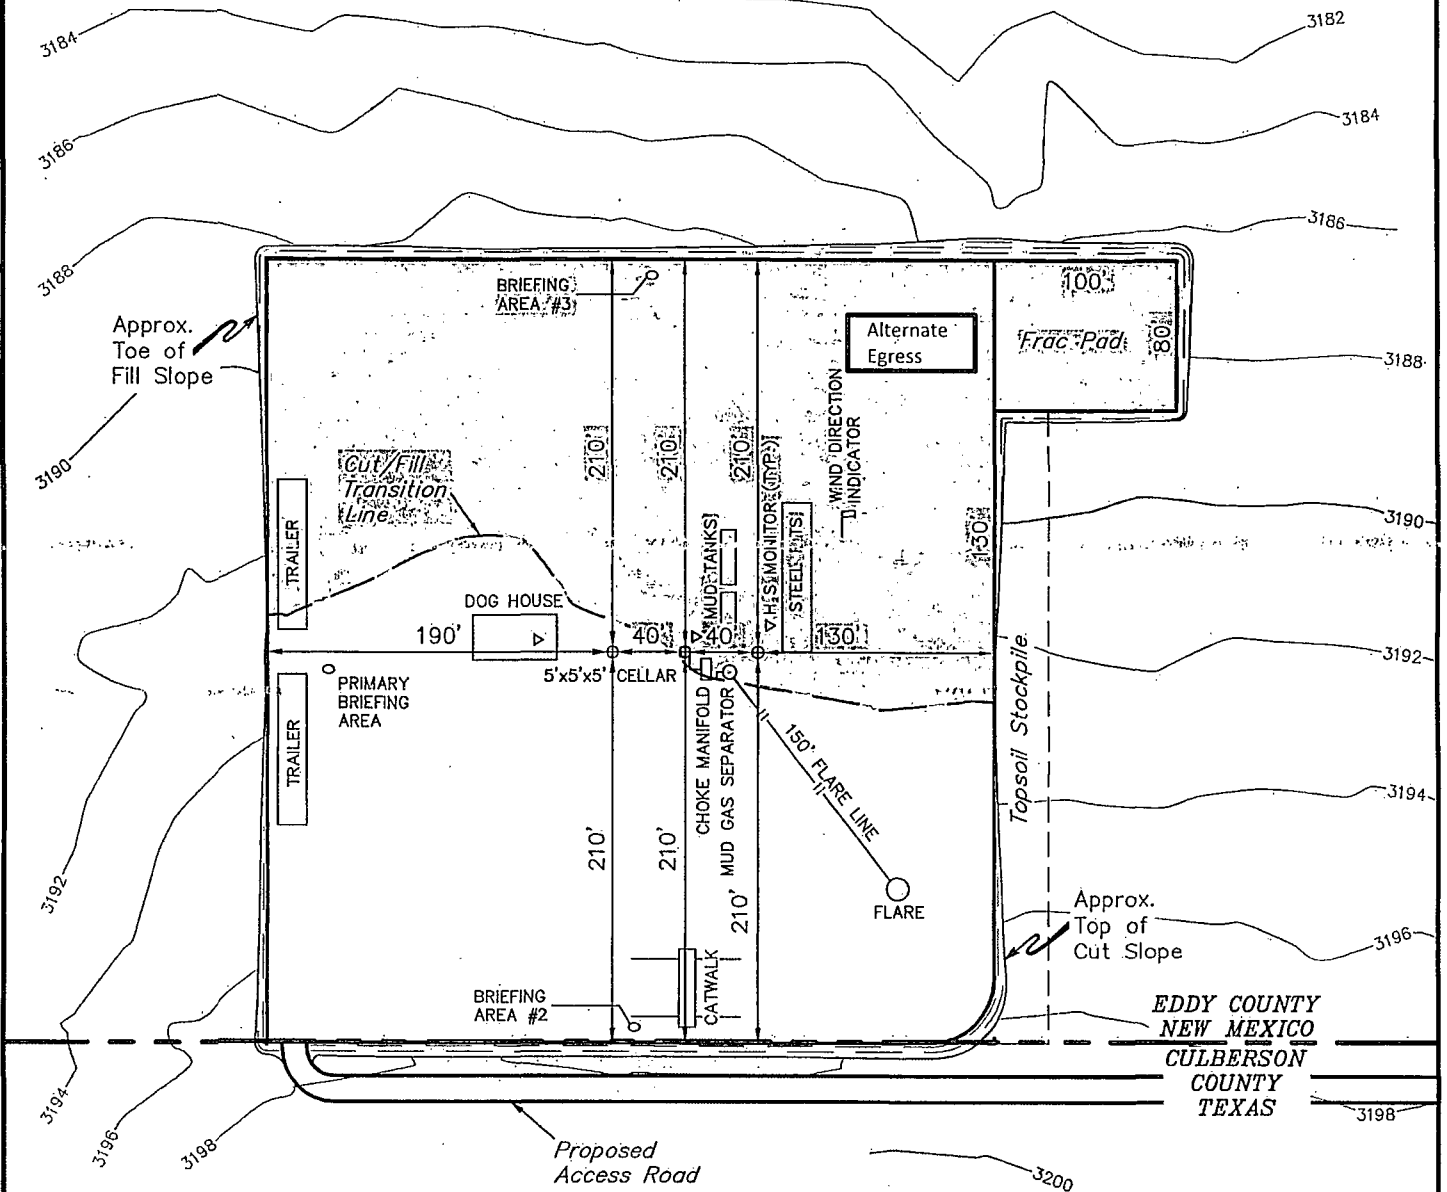 3182
3184
3184
3186
3186
3188
BRIEFING
AREA #3
100'
Alternate
Egress
Frac Pad
80'
3188
Approx.
Toe of
Fill Slope
3190
Cut/Fill
Transition
Line
210'
210'
210'
WIND DIRECTION
INDICATOR
H₂S MONITOR (TYP.)
MUD TANKS
STEEL PITS
130'
3190
TRAILER
DOG HOUSE
190'
40'
40'
130'
3192
5'x5'x5' CELLAR
PRIMARY
BRIEFING
AREA
TRAILER
CHOKE MANIFOLD
MUD GAS SEPARATOR
150' FLARE LINE
Topsoil Stockpile
3194
210'
210'
210'
FLARE
3192
Approx.
Top of
Cut Slope
3196
CATWALK
BRIEFING
AREA #2
EDDY COUNTY
NEW MEXICO
CULBERSON
COUNTY
TEXAS
3194
3196
3198
3198
Proposed
Access Road
3200